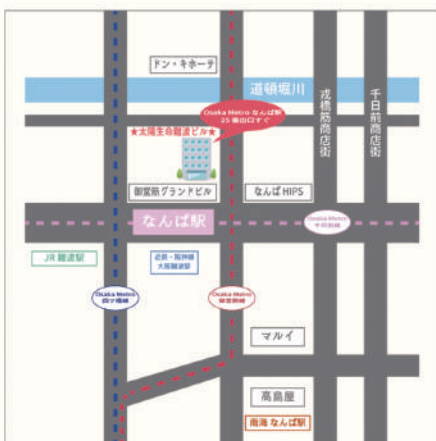 ドン・キホーテ
道頓堀川
戎橋筋商店街
千日前商店街
Osaka Metro なんば駅
25番出口すぐ
★太陽生命難波ビル★
御堂筋グランドビル
なんばHIPS
なんば駅
Osaka Metro
千日前線
JR 難波駅
近鉄・阪神線
大阪難波駅
Osaka Metro
四つ橋線
Osaka Metro
御堂筋線
マルイ
高島屋
南海 なんば駅